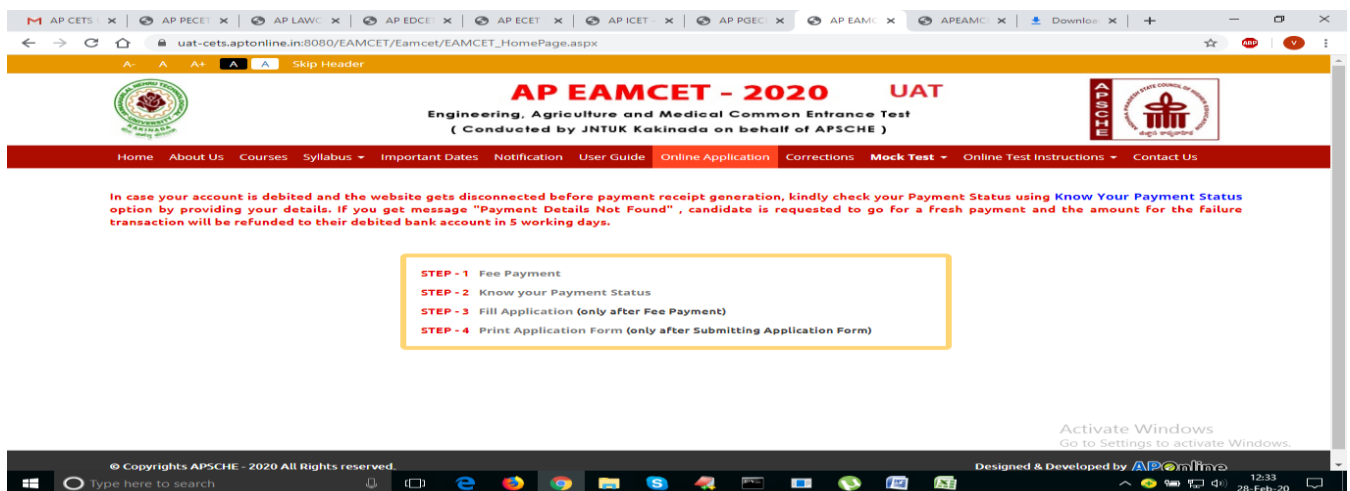 AP CETS
AP PECET
AP LAWC
AP EDCET
AP ECET
AP ICET -
AP PGEC
AP EAMC
APEAMC
Downloa
uat-cets.aptonline.in:8080/EAMCET/Eamcet/EAMCET_HomePage.aspx
ABP
V
A- A A+ A A Skip Header
AP EAMCET - 2020 UAT
Engineering, Agriculture and Medical Common Entrance Test
( Conducted by JNTUK Kakinada on behalf of APSCHE )
APSCHE
Home About Us Courses Syllabus Important Dates Notification User Guide Online Application Corrections Mock Test Online Test Instructions Contact Us
In case your account is debited and the website gets disconnected before payment receipt generation, kindly check your Payment Status using Know Your Payment Status
option by providing your details. If you get message "Payment Details Not Found" , candidate is requested to go for a fresh payment and the amount for the failure
transaction will be refunded to their debited bank account in 5 working days.
STEP - 1 Fee Payment
STEP - 2 Know your Payment Status
STEP - 3 Fill Application (only after Fee Payment)
STEP - 4 Print Application Form (only after Submitting Application Form)
Activate Windows
Go to Settings to activate Windows.
© Copyrights APSCHE - 2020 All Rights reserved.
Designed & Developed by APOnline
Type here to search
12:33
28-Feb-20